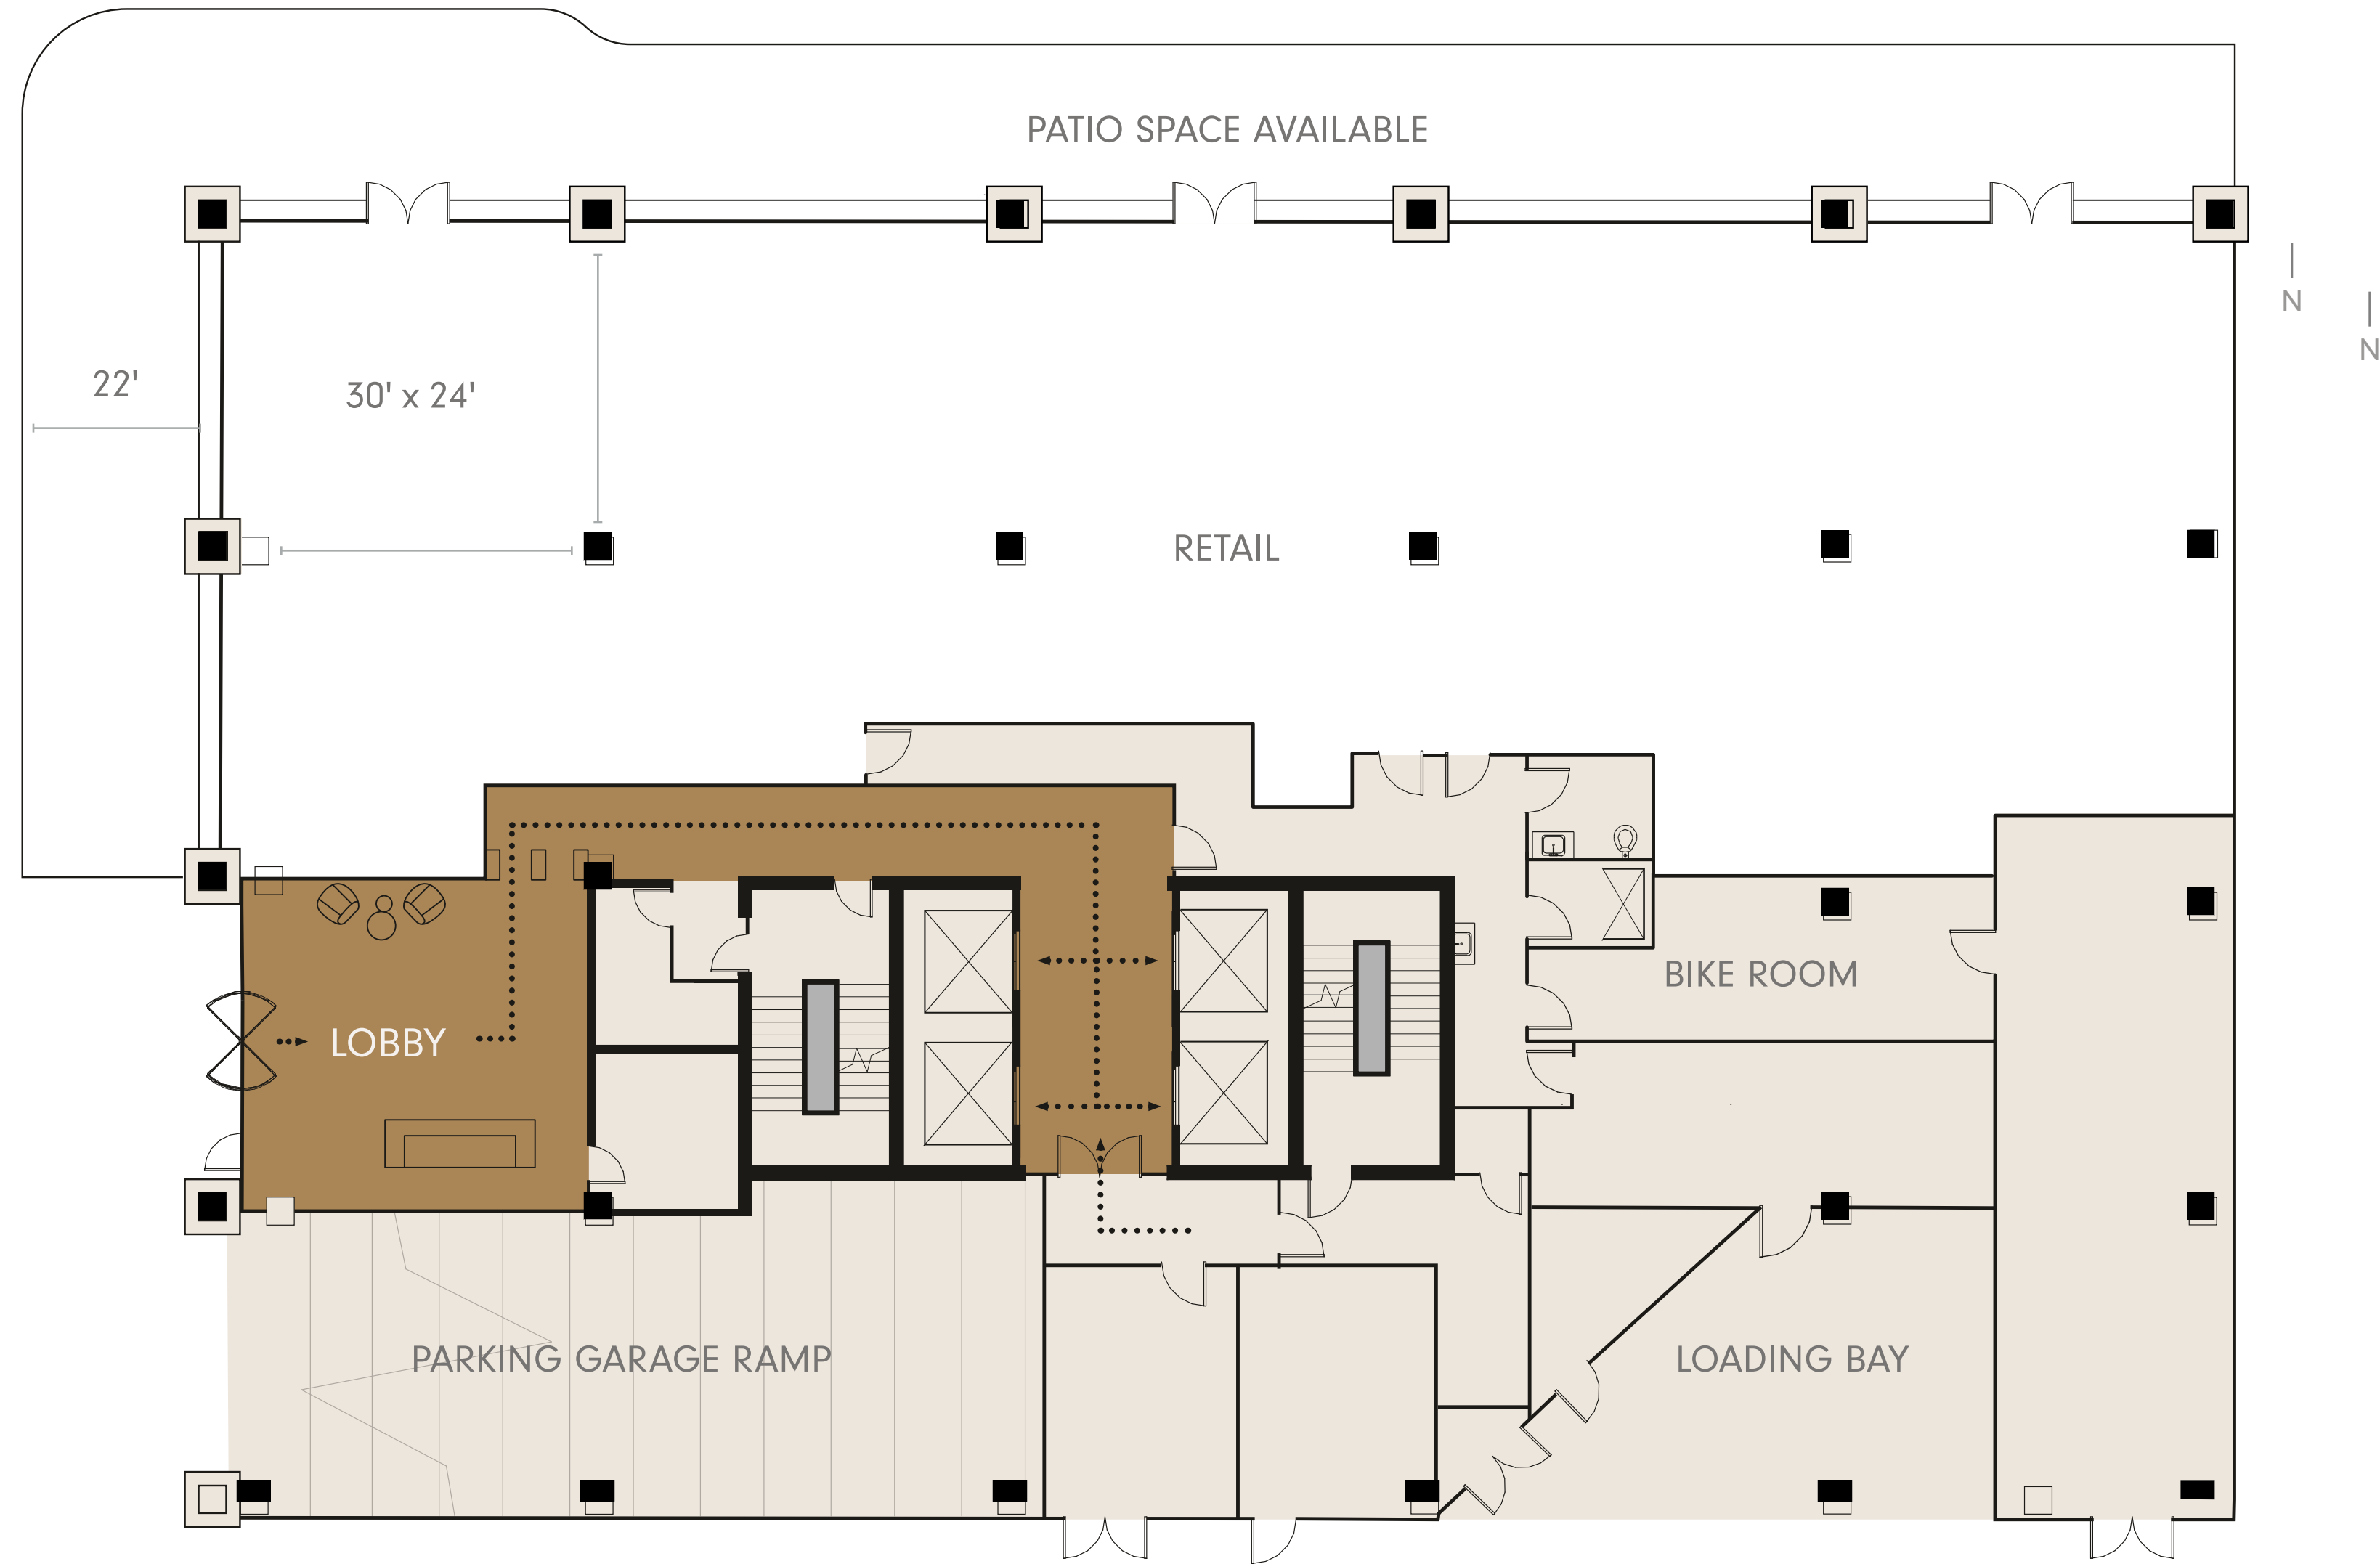 PATIO SPACE AVAILABLE
N
N
22'
30' x 24'
RETAIL
BIKE ROOM
LOBBY
PARKING GARAGE RAMP
LOADING BAY